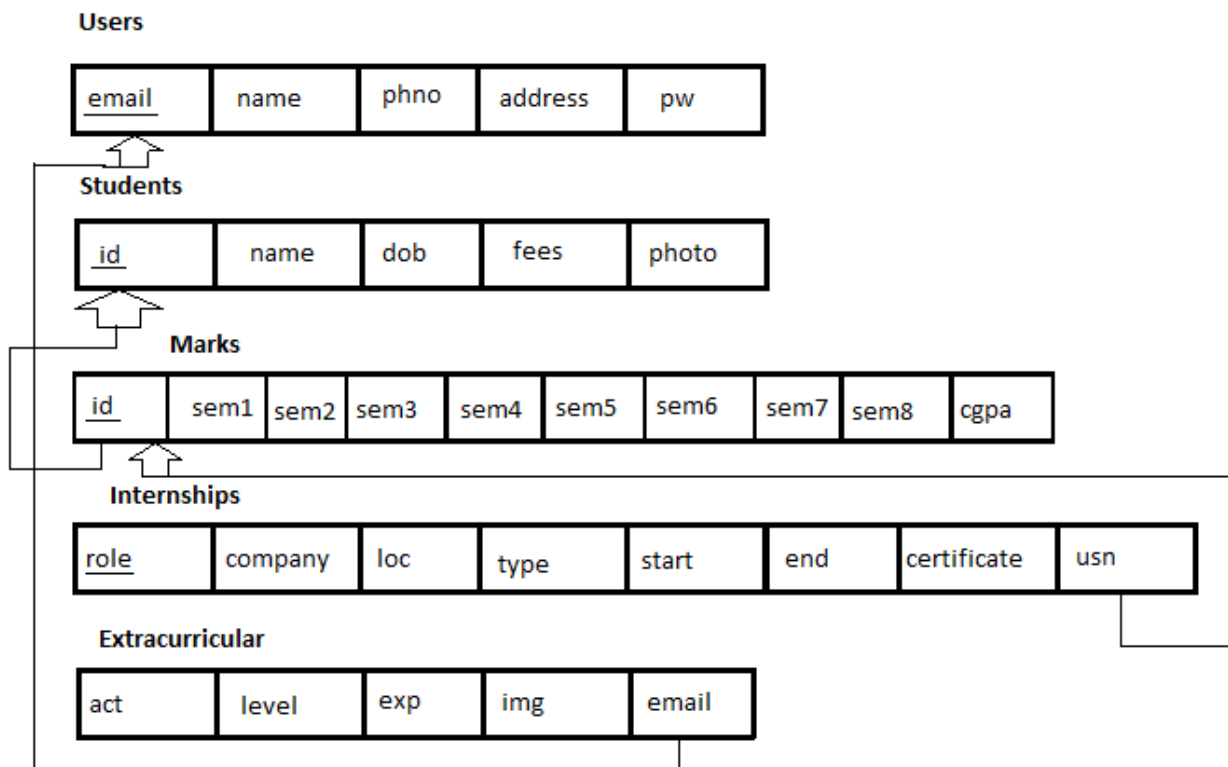 Users
email name phno address pw
Students
id name dob fees photo
Marks
id sem1 sem2 sem3 sem4 sem5 sem6 sem7 sem8 cgpa
Internships
role company loc type start end certificate usn
Extracurricular
act level exp img email